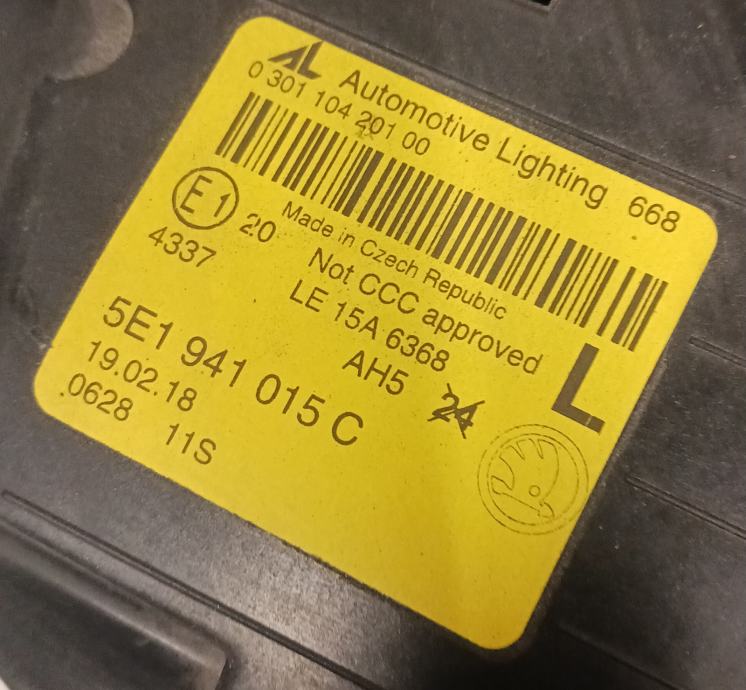 AL Automotive Lighting 668
0 301 104 201 00
E1 20
4337
Made in Czech Republic
Not CCC approved
LE 15A 6368
AH5 24
L
5E1 941 015 C
19.02.18
0628 11S